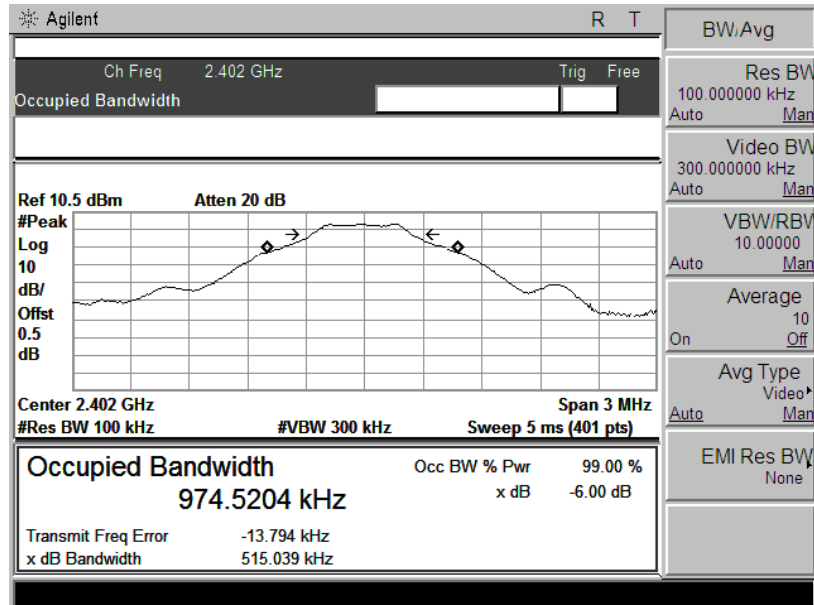 Agilent
R T
Ch Freq 2.402 GHz Trig Free
Occupied Bandwidth
Ref 10.5 dBm Atten 20 dB
#Peak
Log
10
dB/
Offst
0.5
dB
Center 2.402 GHz Span 3 MHz
#Res BW 100 kHz #VBW 300 kHz Sweep 5 ms (401 pts)
Occupied Bandwidth Occ BW % Pwr 99.00 %
974.5204 kHz x dB -6.00 dB
Transmit Freq Error -13.794 kHz
x dB Bandwidth 515.039 kHz
BW/Avg
Res BW
100.000000 kHz
Auto Man
Video BW
300.000000 kHz
Auto Man
VBW/RBW
10.00000
Auto Man
Average
10
On Off
Avg Type
Video
Auto Man
EMI Res BW
None